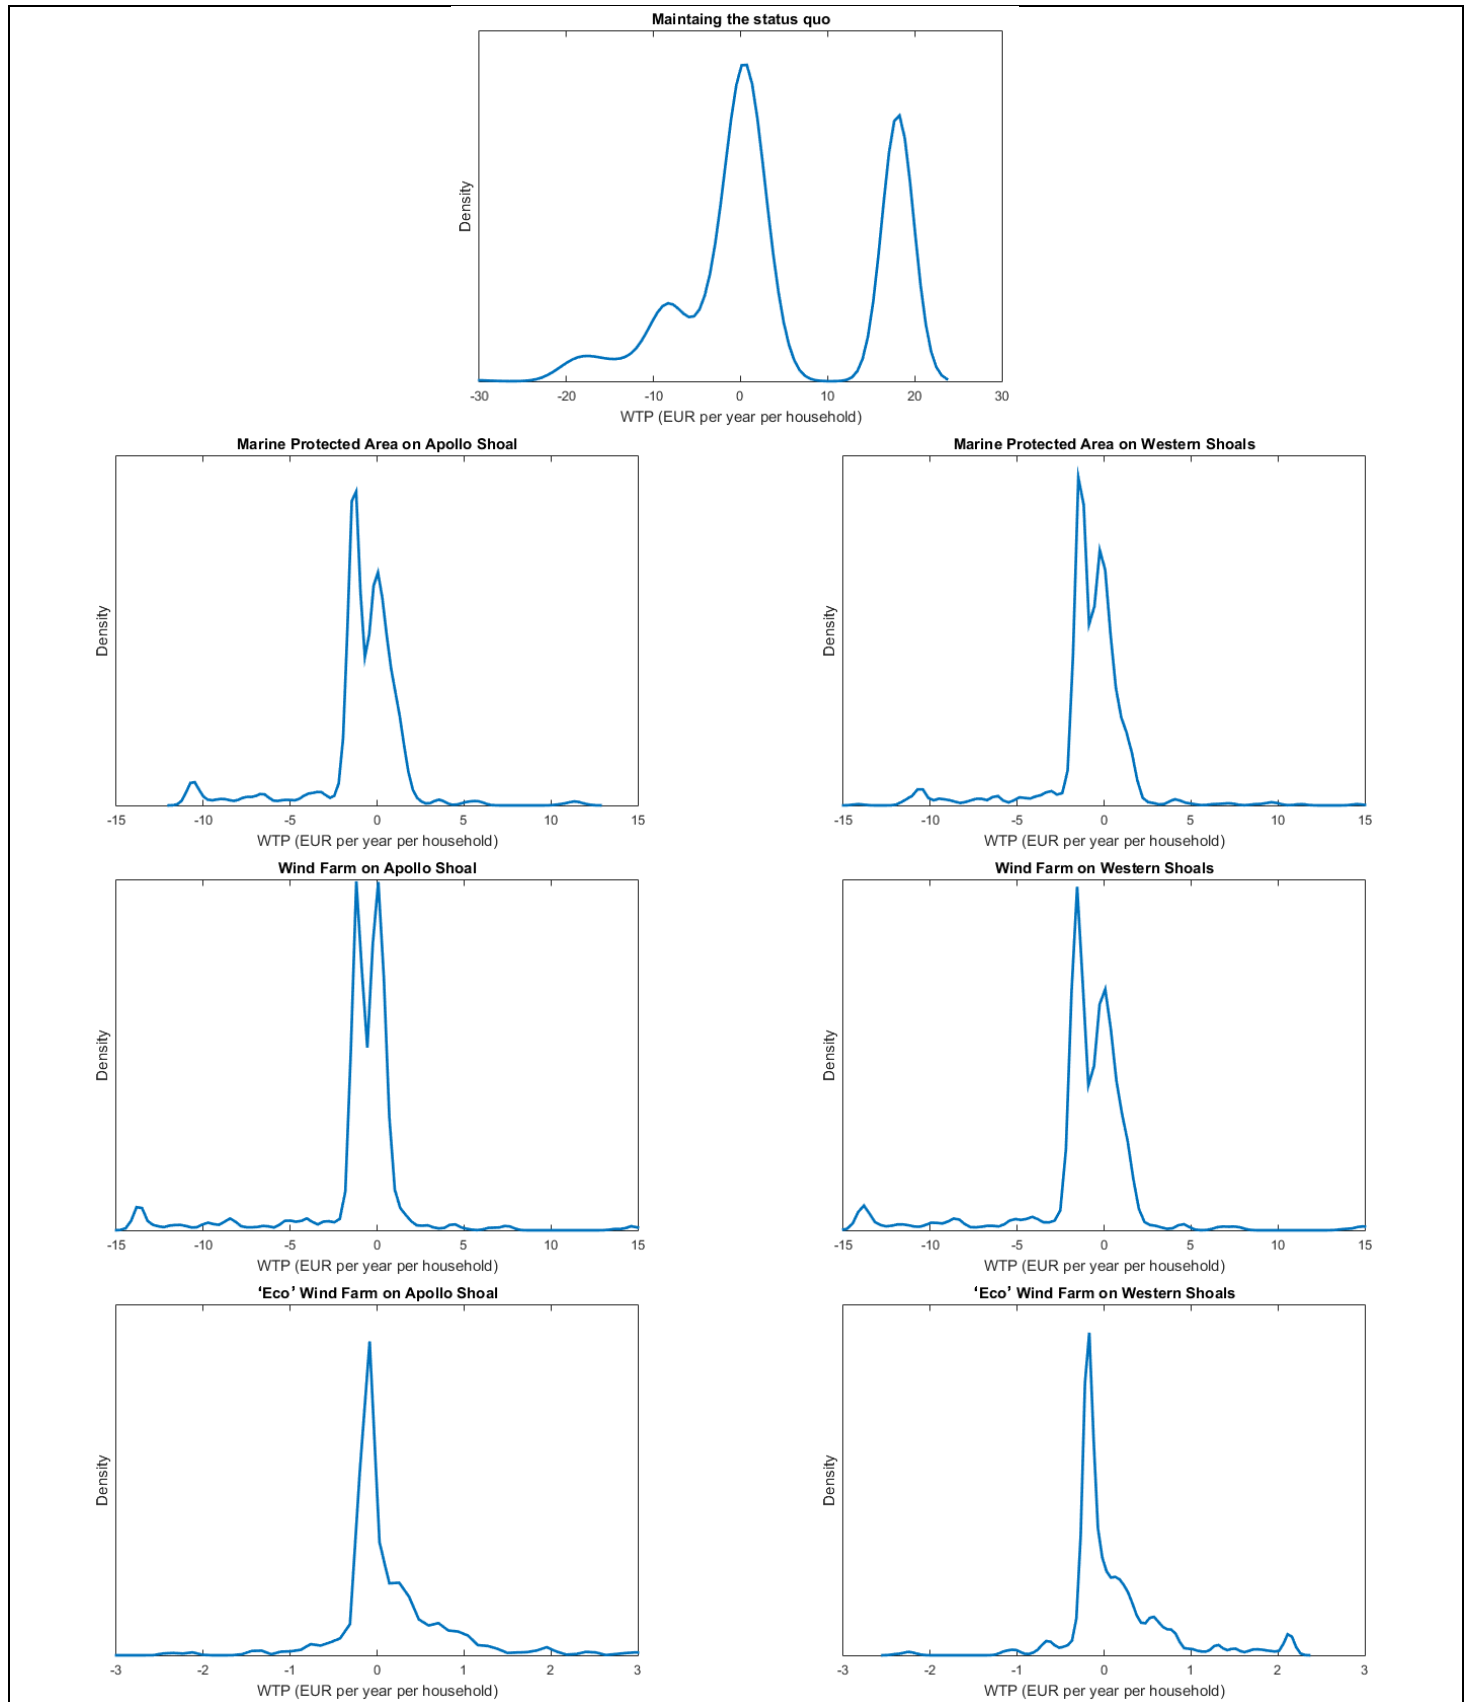 Maintaing the status quo
Density
-30 -20 -10 0 10 20 30
WTP (EUR per year per household)
Marine Protected Area on Apollo Shoal
Density
-15 -10 -5 0 5 10 15
WTP (EUR per year per household)
Marine Protected Area on Western Shoals
Density
-15 -10 -5 0 5 10 15
WTP (EUR per year per household)
Wind Farm on Apollo Shoal
Density
-15 -10 -5 0 5 10 15
WTP (EUR per year per household)
Wind Farm on Western Shoals
Density
-15 -10 -5 0 5 10 15
WTP (EUR per year per household)
‘Eco’ Wind Farm on Apollo Shoal
Density
-3 -2 -1 0 1 2 3
WTP (EUR per year per household)
‘Eco’ Wind Farm on Western Shoals
Density
-3 -2 -1 0 1 2 3
WTP (EUR per year per household)